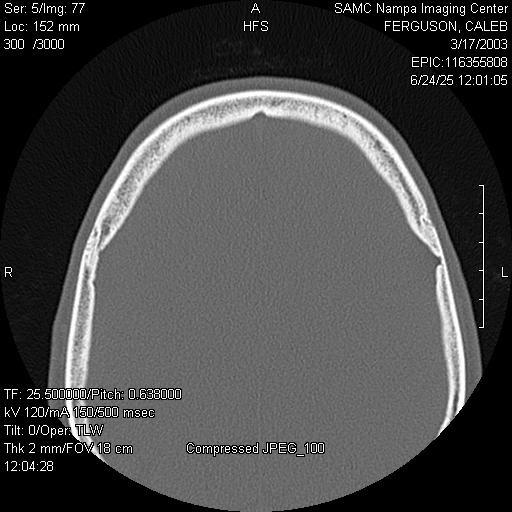 Ser: 5/Img: 77
Loc: 152 mm
300 /3000
A
HFS
SAMC Nampa Imaging Center
FERGUSON, CALEB
3/17/2003
EPIC:116355808
6/24/25 12:01:05
R
L
TF: 25.500000/Pitch: 0.638000
kV 120/mA 150/500 msec
Tilt: 0/Oper: TLW
Thk 2 mm/FOV 18 cm
12:04:28
Compressed JPEG_100